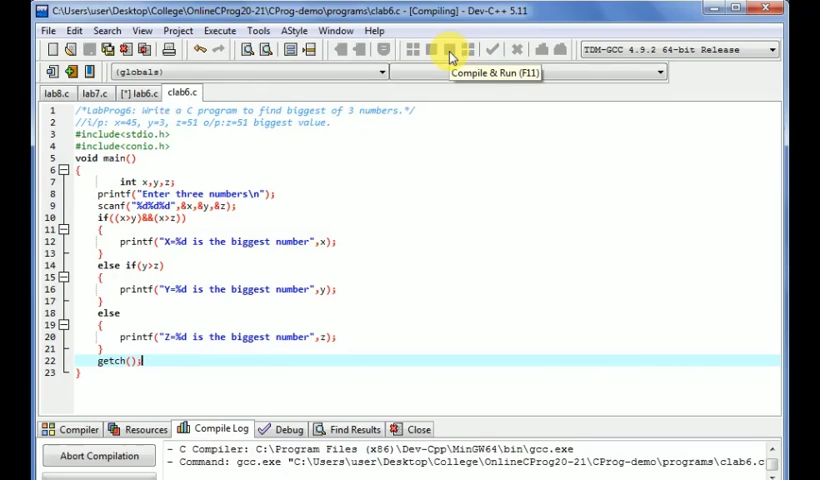 C:\Users\user\Desktop\College\OnlineCProg20-21\CProg-demo\programs\clab6.c - [Compiling] - Dev-C++ 5.11
File Edit Search View Project Execute Tools AStyle Window Help
TDM-GCC 4.9.2 64-bit Release
(globals)
Compile & Run (F11)
lab8.c lab7.c [*] lab6.c clab6.c
1 /*LabProg6: Write a C program to find biggest of 3 numbers.*/
2 //i/p: x=45, y=3, z=51 o/p:z=51 biggest value.
3 #include<stdio.h>
4 #include<conio.h>
5 void main()
6 {
7 int x,y,z;
8 printf("Enter three numbers\n");
9 scanf("%d%d%d",&x,&y,&z);
10 if((x>y)&&(x>z))
11 {
12 printf("X=%d is the biggest number",x);
13 }
14 else if(y>z)
15 {
16 printf("Y=%d is the biggest number",y);
17 }
18 else
19 {
20 printf("Z=%d is the biggest number",z);
21 }
22 getch();
23 }
Compiler Resources Compile Log Debug Find Results Close
Abort Compilation
- C Compiler: C:\Program Files (x86)\Dev-Cpp\MinGW64\bin\gcc.exe
- Command: gcc.exe "C:\Users\user\Desktop\College\OnlineCProg20-21\CProg-demo\programs\clab6.c